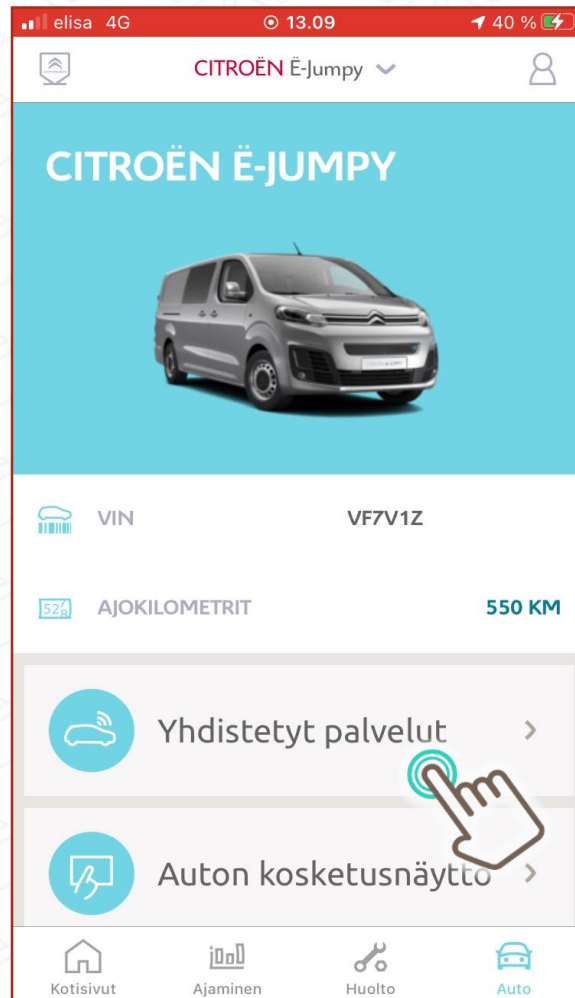 elisa 4G 13.09 40 %
CITROËN Ë-Jumpy
CITROËN Ë-JUMPY
VIN VF7V1Z
AJOKILOMETRIT 550 KM
Yhdistetyt palvelut
Auton kosketusnäyttö
Kotisivut Ajaminen Huolto Auto